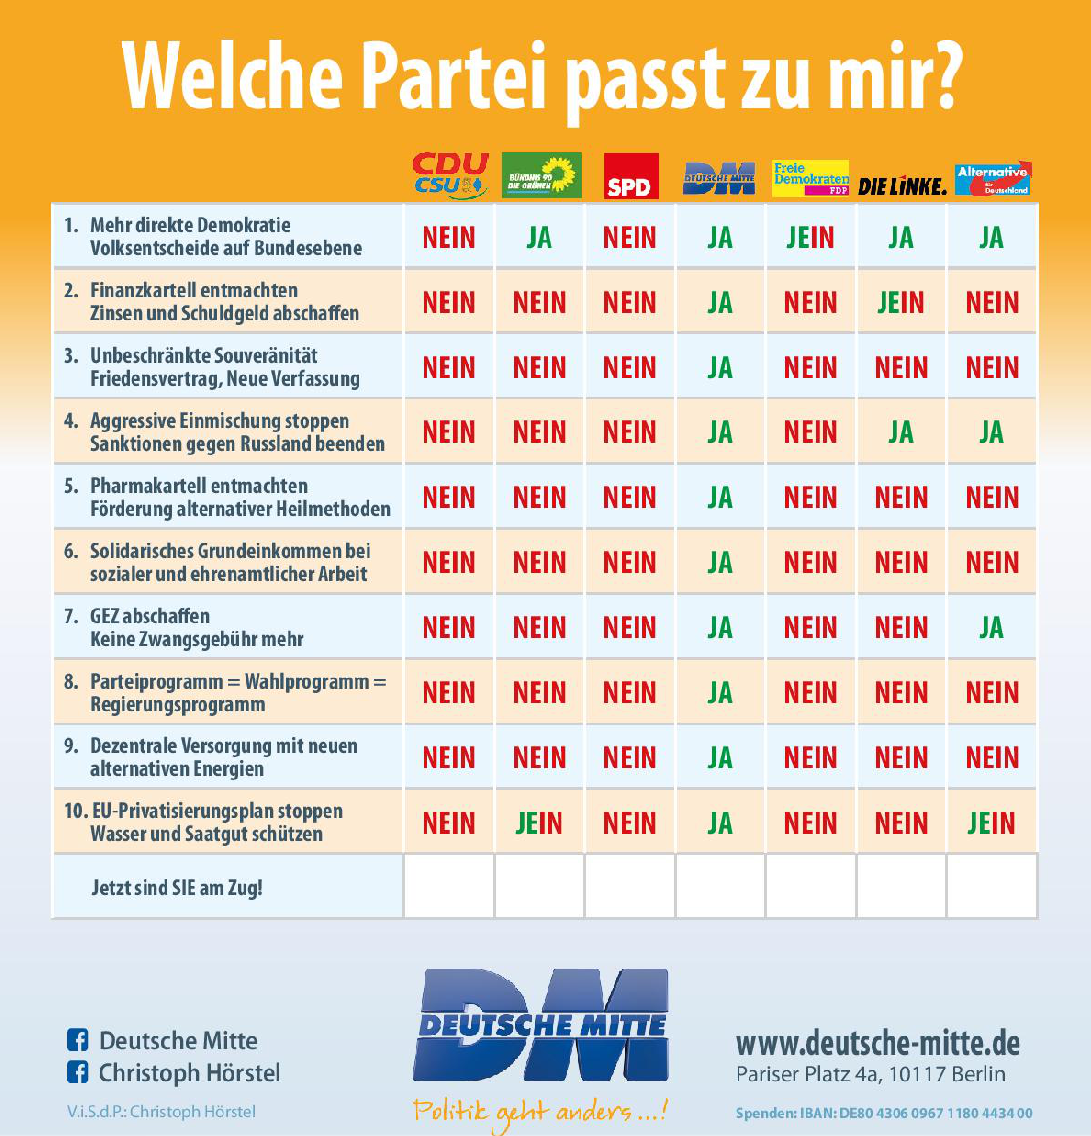 Welche Partei passt zu mir?
CDU CSU BÜNDNIS 90 DIE GRÜNEN SPD DM DEUTSCHE MITTE Freie Demokraten FDP DIE LINKE. Alternative für Deutschland
1. Mehr direkte Demokratie
Volksentscheide auf Bundesebene
NEIN JA NEIN JA JEIN JA JA
2. Finanzkartell entmachten
Zinsen und Schuldgeld abschaffen
NEIN NEIN NEIN JA NEIN JEIN NEIN
3. Unbeschränkte Souveränität
Friedensvertrag, Neue Verfassung
NEIN NEIN NEIN JA NEIN NEIN NEIN
4. Aggressive Einmischung stoppen
Sanktionen gegen Russland beenden
NEIN NEIN NEIN JA NEIN JA JA
5. Pharmakartell entmachten
Förderung alternativer Heilmethoden
NEIN NEIN NEIN JA NEIN NEIN NEIN
6. Solidarisches Grundeinkommen bei
sozialer und ehrenamtlicher Arbeit
NEIN NEIN NEIN JA NEIN NEIN NEIN
7. GEZ abschaffen
Keine Zwangsgebühr mehr
NEIN NEIN NEIN JA NEIN NEIN JA
8. Parteiprogramm = Wahlprogramm =
Regierungsprogramm
NEIN NEIN NEIN JA NEIN NEIN NEIN
9. Dezentrale Versorgung mit neuen
alternativen Energien
NEIN NEIN NEIN JA NEIN NEIN NEIN
10. EU-Privatisierungsplan stoppen
Wasser und Saatgut schützen
NEIN JEIN NEIN JA NEIN NEIN JEIN
Jetzt sind SIE am Zug!
DM
DEUTSCHE MITTE
Politik geht anders...!
Deutsche Mitte
Christoph Hörstel
V.i.S.d.P.: Christoph Hörstel
www.deutsche-mitte.de
Pariser Platz 4a, 10117 Berlin
Spenden: IBAN: DE80 4306 0967 1180 4434 00